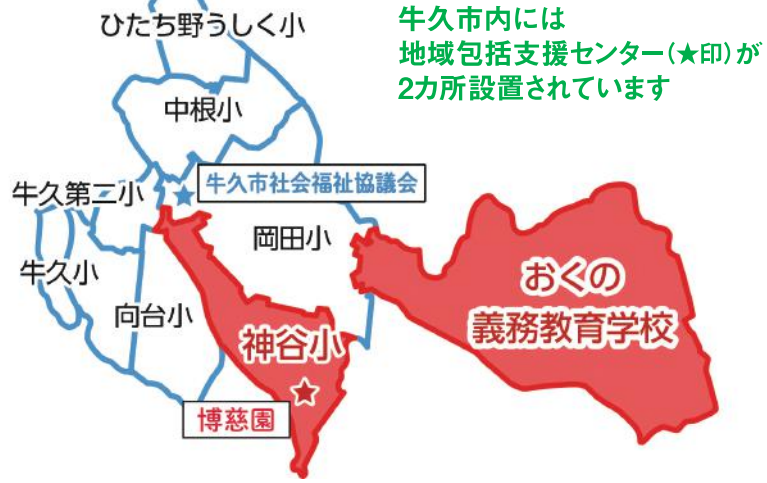 牛久市内には
地域包括支援センター(★印)が
2カ所設置されています
ひたち野うしく小
中根小
牛久市社会福祉協議会
牛久第二小
岡田小
牛久小
おくの
義務教育学校
向台小
神谷小
博慈園